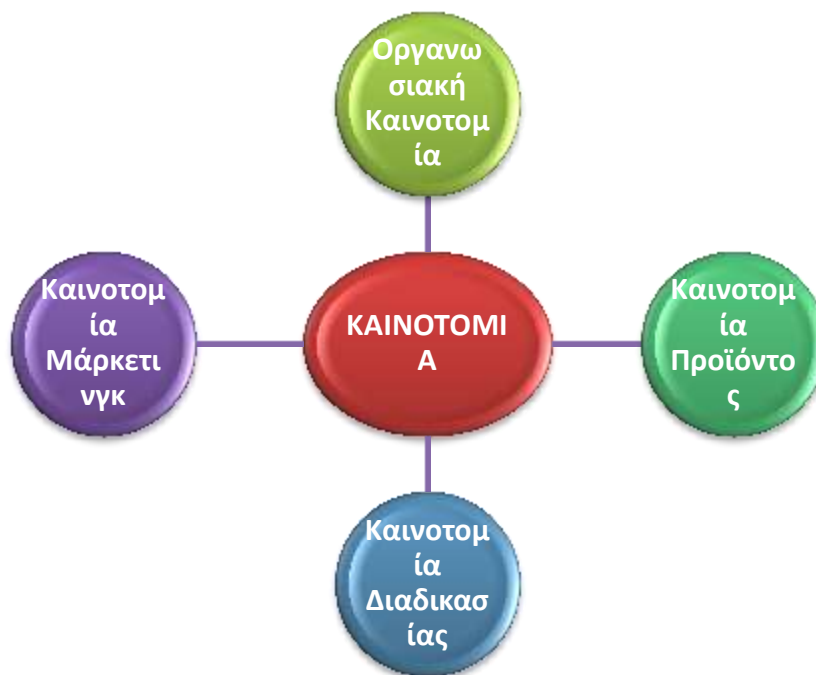 Οργανω
σιακή
Καινοτομ
ία
Καινοτομ
ία
Μάρκετι
νγκ
ΚΑΙΝΟΤΟΜΙ
Α
Καινοτομ
ία
Προϊόντο
ς
Καινοτομ
ία
Διαδικασ
ίας